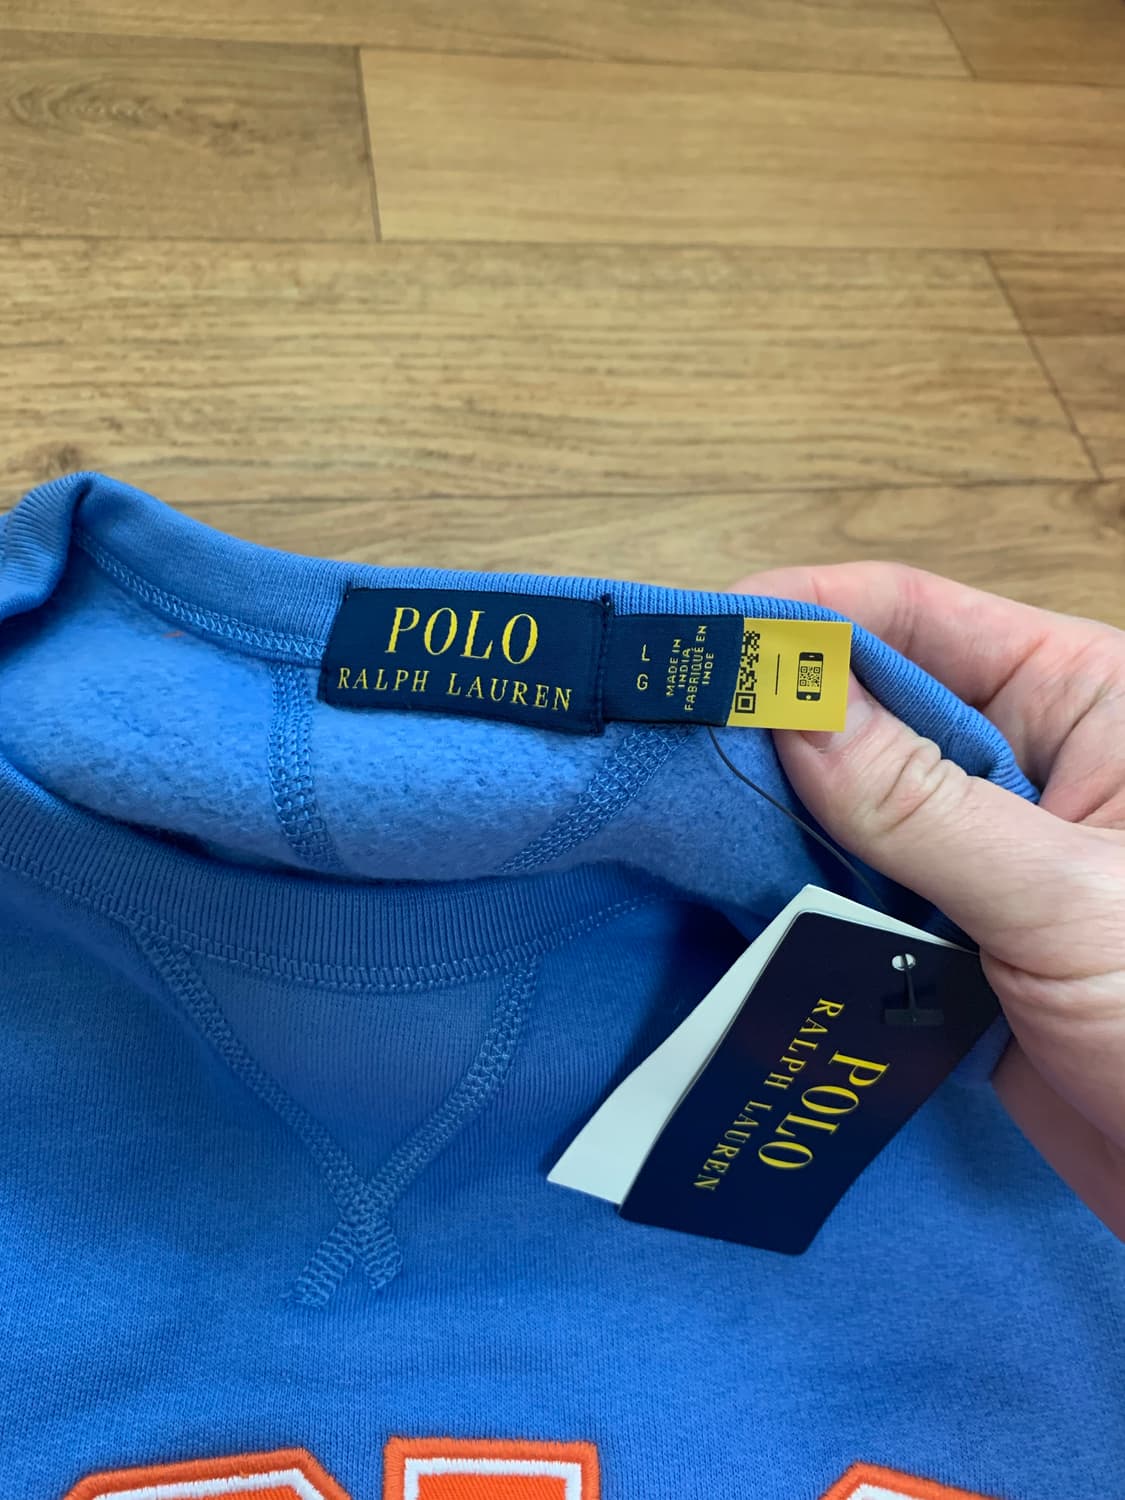 POLO
RALPH LAUREN
L
G
MADE IN
INDIA
FABRIQUÉ EN
INDE
POLO
RALPH LAUREN